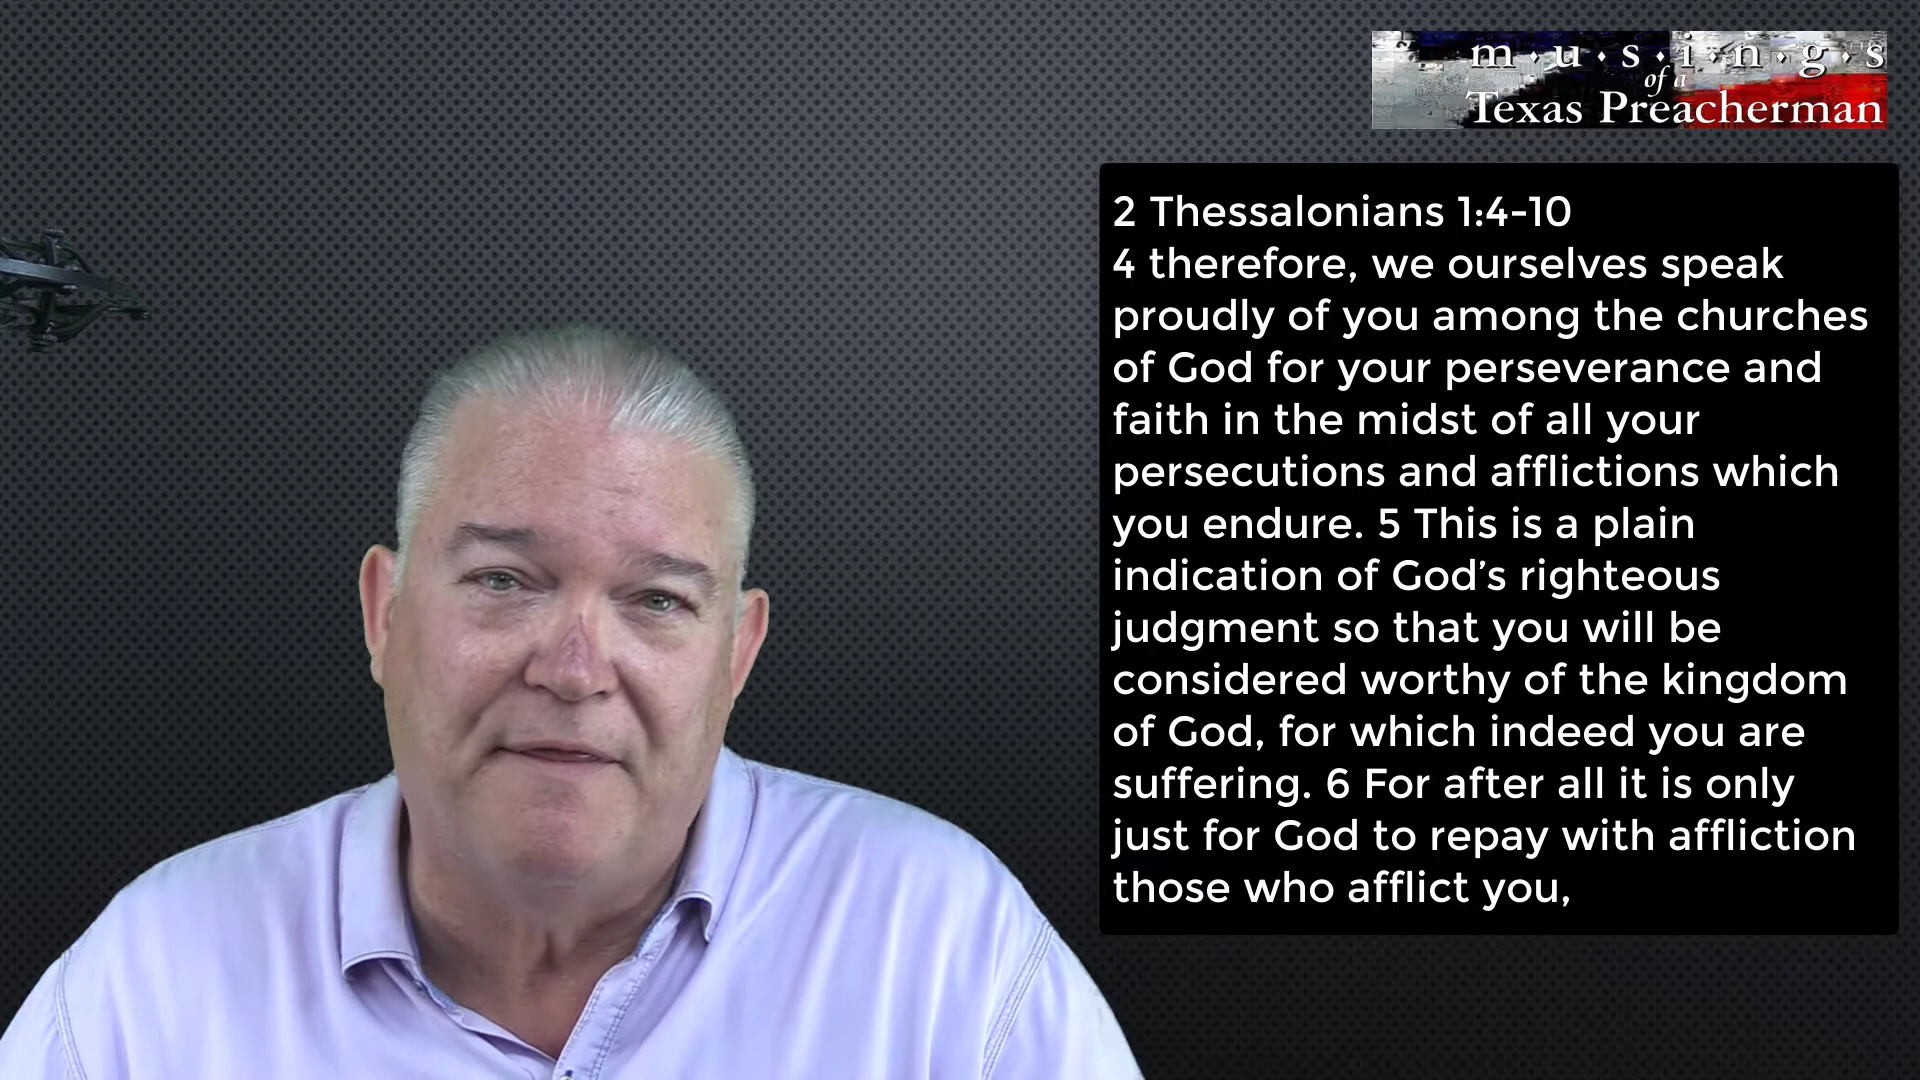 m · u · s · i · n · g · s
of a
Texas Preacherman
2 Thessalonians 1:4-10
4 therefore, we ourselves speak
proudly of you among the churches
of God for your perseverance and
faith in the midst of all your
persecutions and afflictions which
you endure. 5 This is a plain
indication of God’s righteous
judgment so that you will be
considered worthy of the kingdom
of God, for which indeed you are
suffering. 6 For after all it is only
just for God to repay with affliction
those who afflict you,